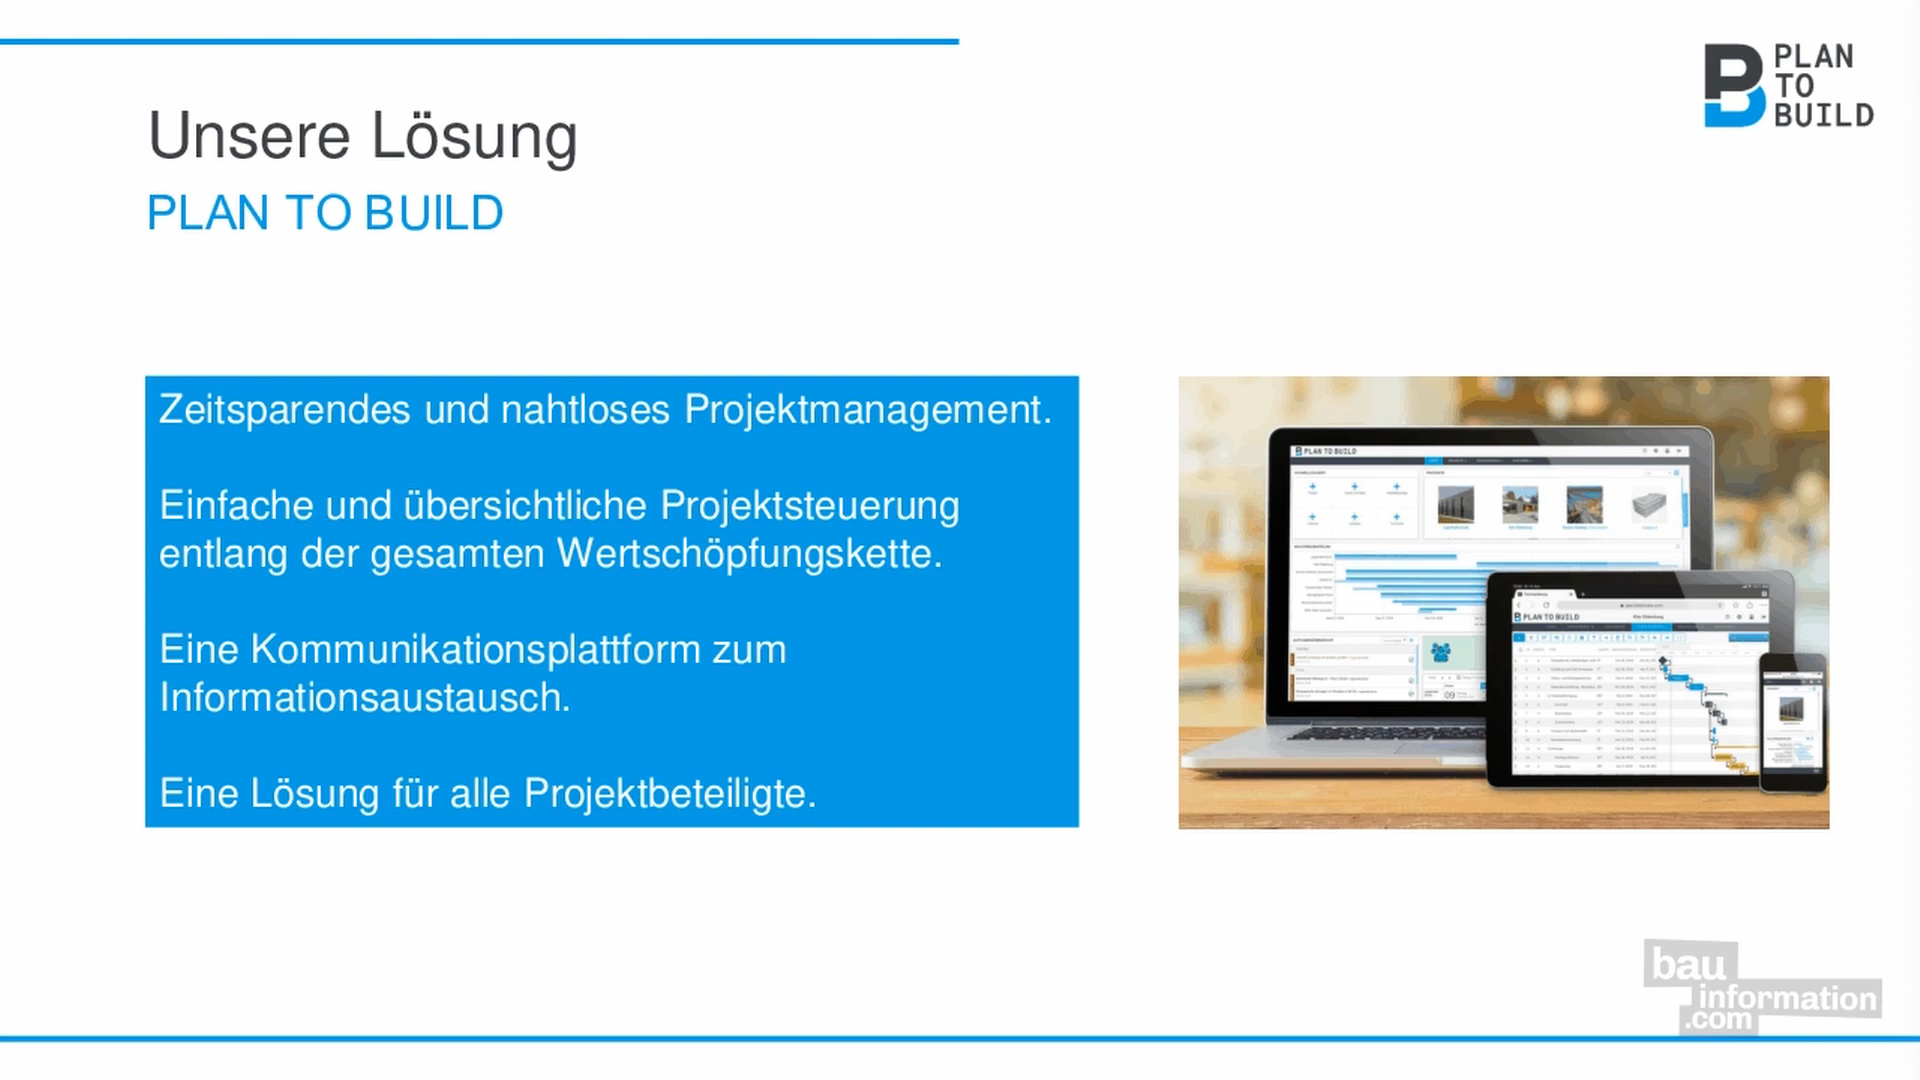 PLAN
TO
BUILD
Unsere Lösung
PLAN TO BUILD
Zeitsparendes und nahtloses Projektmanagement.
Einfache und übersichtliche Projektsteuerung
entlang der gesamten Wertschöpfungskette.
Eine Kommunikationsplattform zum
Informationsaustausch.
Eine Lösung für alle Projektbeteiligte.
PLAN TO BUILD
PLAN TO BUILD
bau
information
.com